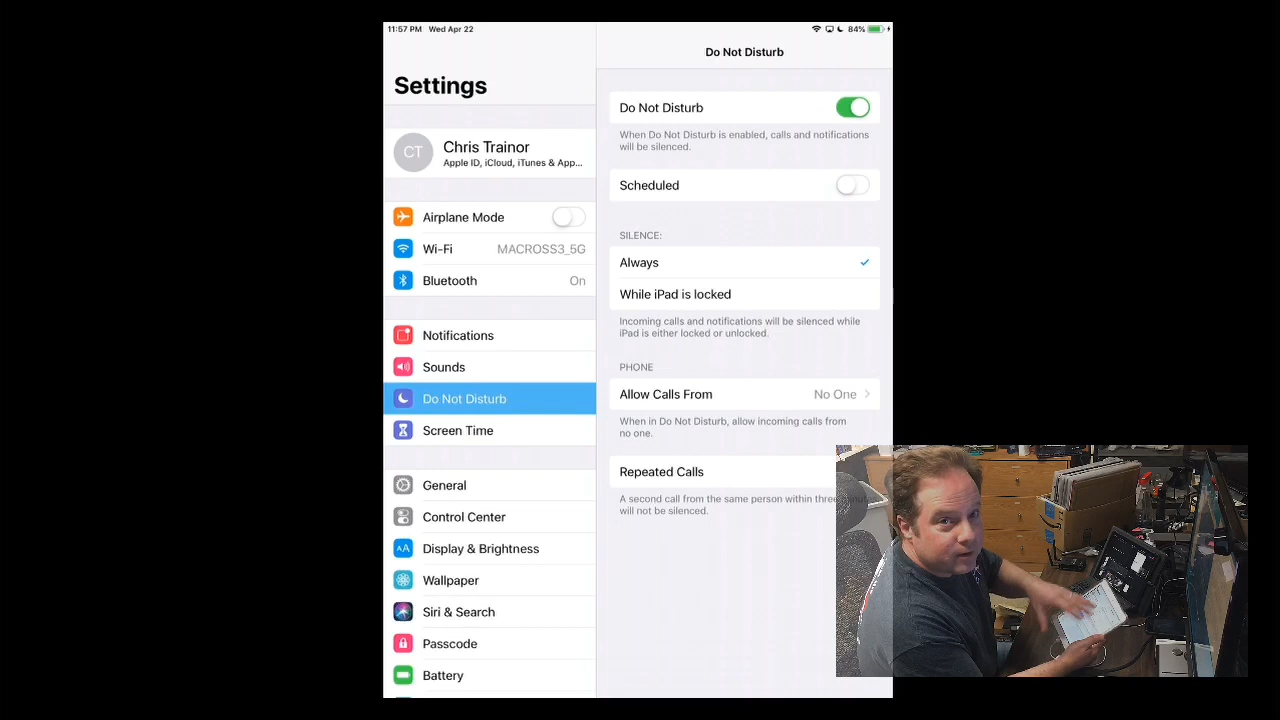 11:57 PM Wed Apr 22
84%
Settings
CT
Chris Trainor
Apple ID, iCloud, iTunes & App...
Airplane Mode
Wi-Fi MACROSS3_5G
Bluetooth On
Notifications
Sounds
Do Not Disturb
Screen Time
General
Control Center
AA
Display & Brightness
Wallpaper
Siri & Search
Passcode
Battery
Do Not Disturb
Do Not Disturb
When Do Not Disturb is enabled, calls and notifications
will be silenced.
Scheduled
SILENCE:
Always
While iPad is locked
Incoming calls and notifications will be silenced while
iPad is either locked or unlocked.
PHONE
Allow Calls From No One
When in Do Not Disturb, allow incoming calls from
no one.
Repeated Calls
A second call from the same person within three minutes
will not be silenced.